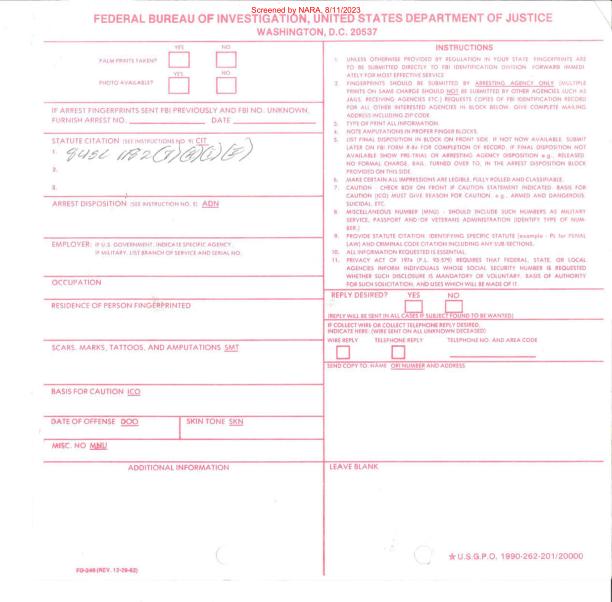 Screened by NARA, 8/11/2023
FEDERAL BUREAU OF INVESTIGATION, UNITED STATES DEPARTMENT OF JUSTICE
WASHINGTON, D.C. 20537
YES NO
PALM PRINTS TAKEN?
YES NO
PHOTO AVAILABLE?
IF ARREST FINGERPRINTS SENT FBI PREVIOUSLY AND FBI NO. UNKNOWN,
FURNISH ARREST NO. DATE
STATUTE CITATION (SEE INSTRUCTION NO. 9) CIT
1. 8 USC 1182
2.
3.
ARREST DISPOSITION (SEE INSTRUCTION NO. 5) ADN
EMPLOYER: IF U.S. GOVERNMENT, INDICATE SPECIFIC AGENCY.
IF MILITARY, LIST BRANCH OF SERVICE AND SERIAL NO.
OCCUPATION
RESIDENCE OF PERSON FINGERPRINTED
SCARS, MARKS, TATTOOS, AND AMPUTATIONS SMT
BASIS FOR CAUTION ICO
DATE OF OFFENSE DOO SKIN TONE SKN
MISC. NO MNU
ADDITIONAL INFORMATION
INSTRUCTIONS
1. UNLESS OTHERWISE PROVIDED BY REGULATION IN YOUR STATE, FINGERPRINTS ARE
TO BE SUBMITTED DIRECTLY TO FBI IDENTIFICATION DIVISION. FORWARD IMMEDI-
ATELY FOR MOST EFFECTIVE SERVICE
2. FINGERPRINTS SHOULD BE SUBMITTED BY ARRESTING AGENCY ONLY (MULTIPLE
PRINTS ON SAME CHARGE SHOULD NOT BE SUBMITTED BY OTHER AGENCIES SUCH AS
JAILS, RECEIVING AGENCIES ETC.) REQUESTS COPIES OF FBI IDENTIFICATION RECORD
FOR ALL OTHER INTERESTED AGENCIES IN BLOCK BELOW. GIVE COMPLETE MAILING
ADDRESS INCLUDING ZIP CODE.
3. TYPE OR PRINT ALL INFORMATION.
4. NOTE AMPUTATIONS IN PROPER FINGER BLOCKS.
5. LIST FINAL DISPOSITION IN BLOCK ON FRONT SIDE. IF NOT NOW AVAILABLE, SUBMIT
LATER ON FBI FORM R-84 FOR COMPLETION OF RECORD. IF FINAL DISPOSITION NOT
AVAILABLE SHOW PRE-TRIAL OR ARRESTING AGENCY DISPOSITION e.g., RELEASED,
NO FORMAL CHARGE, BAIL, TURNED OVER TO, IN THE ARREST DISPOSITION BLOCK
PROVIDED ON THIS SIDE.
6. MAKE CERTAIN ALL IMPRESSIONS ARE LEGIBLE, FULLY ROLLED AND CLASSIFIABLE.
7. CAUTION - CHECK BOX ON FRONT IF CAUTION STATEMENT INDICATED. BASIS FOR
CAUTION (ICO) MUST GIVE REASON FOR CAUTION, e.g., ARMED AND DANGEROUS,
SUICIDAL, ETC.
8. MISCELLANEOUS NUMBER (MNU) - SHOULD INCLUDE SUCH NUMBERS AS MILITARY
SERVICE, PASSPORT AND/OR VETERANS ADMINISTRATION (IDENTIFY TYPE OF NUM-
BER.)
9. PROVIDE STATUTE CITATION, IDENTIFYING SPECIFIC STATUTE (example - PL for PENAL
LAW) AND CRIMINAL CODE CITATION INCLUDING ANY SUB-SECTIONS.
10. ALL INFORMATION REQUESTED IS ESSENTIAL.
11. PRIVACY ACT OF 1974 (P.L. 93-579) REQUIRES THAT FEDERAL, STATE, OR LOCAL
AGENCIES INFORM INDIVIDUALS WHOSE SOCIAL SECURITY NUMBER IS REQUESTED
WHETHER SUCH DISCLOSURE IS MANDATORY OR VOLUNTARY, BASIS OF AUTHORITY
FOR SUCH SOLICITATION, AND USES WHICH WILL BE MADE OF IT.
REPLY DESIRED? YES NO
(REPLY WILL BE SENT IN ALL CASES IF SUBJECT FOUND TO BE WANTED)
IF COLLECT WIRE OR COLLECT TELEPHONE REPLY DESIRED,
INDICATE HERE: (WIRE SENT ON ALL UNKNOWN DECEASED)
WIRE REPLY TELEPHONE REPLY TELEPHONE NO. AND AREA CODE
SEND COPY TO: NAME ORI NUMBER AND ADDRESS
LEAVE BLANK
FD-249 (REV. 12-29-82)
★U.S.G.P.O. 1990-262-201/20000